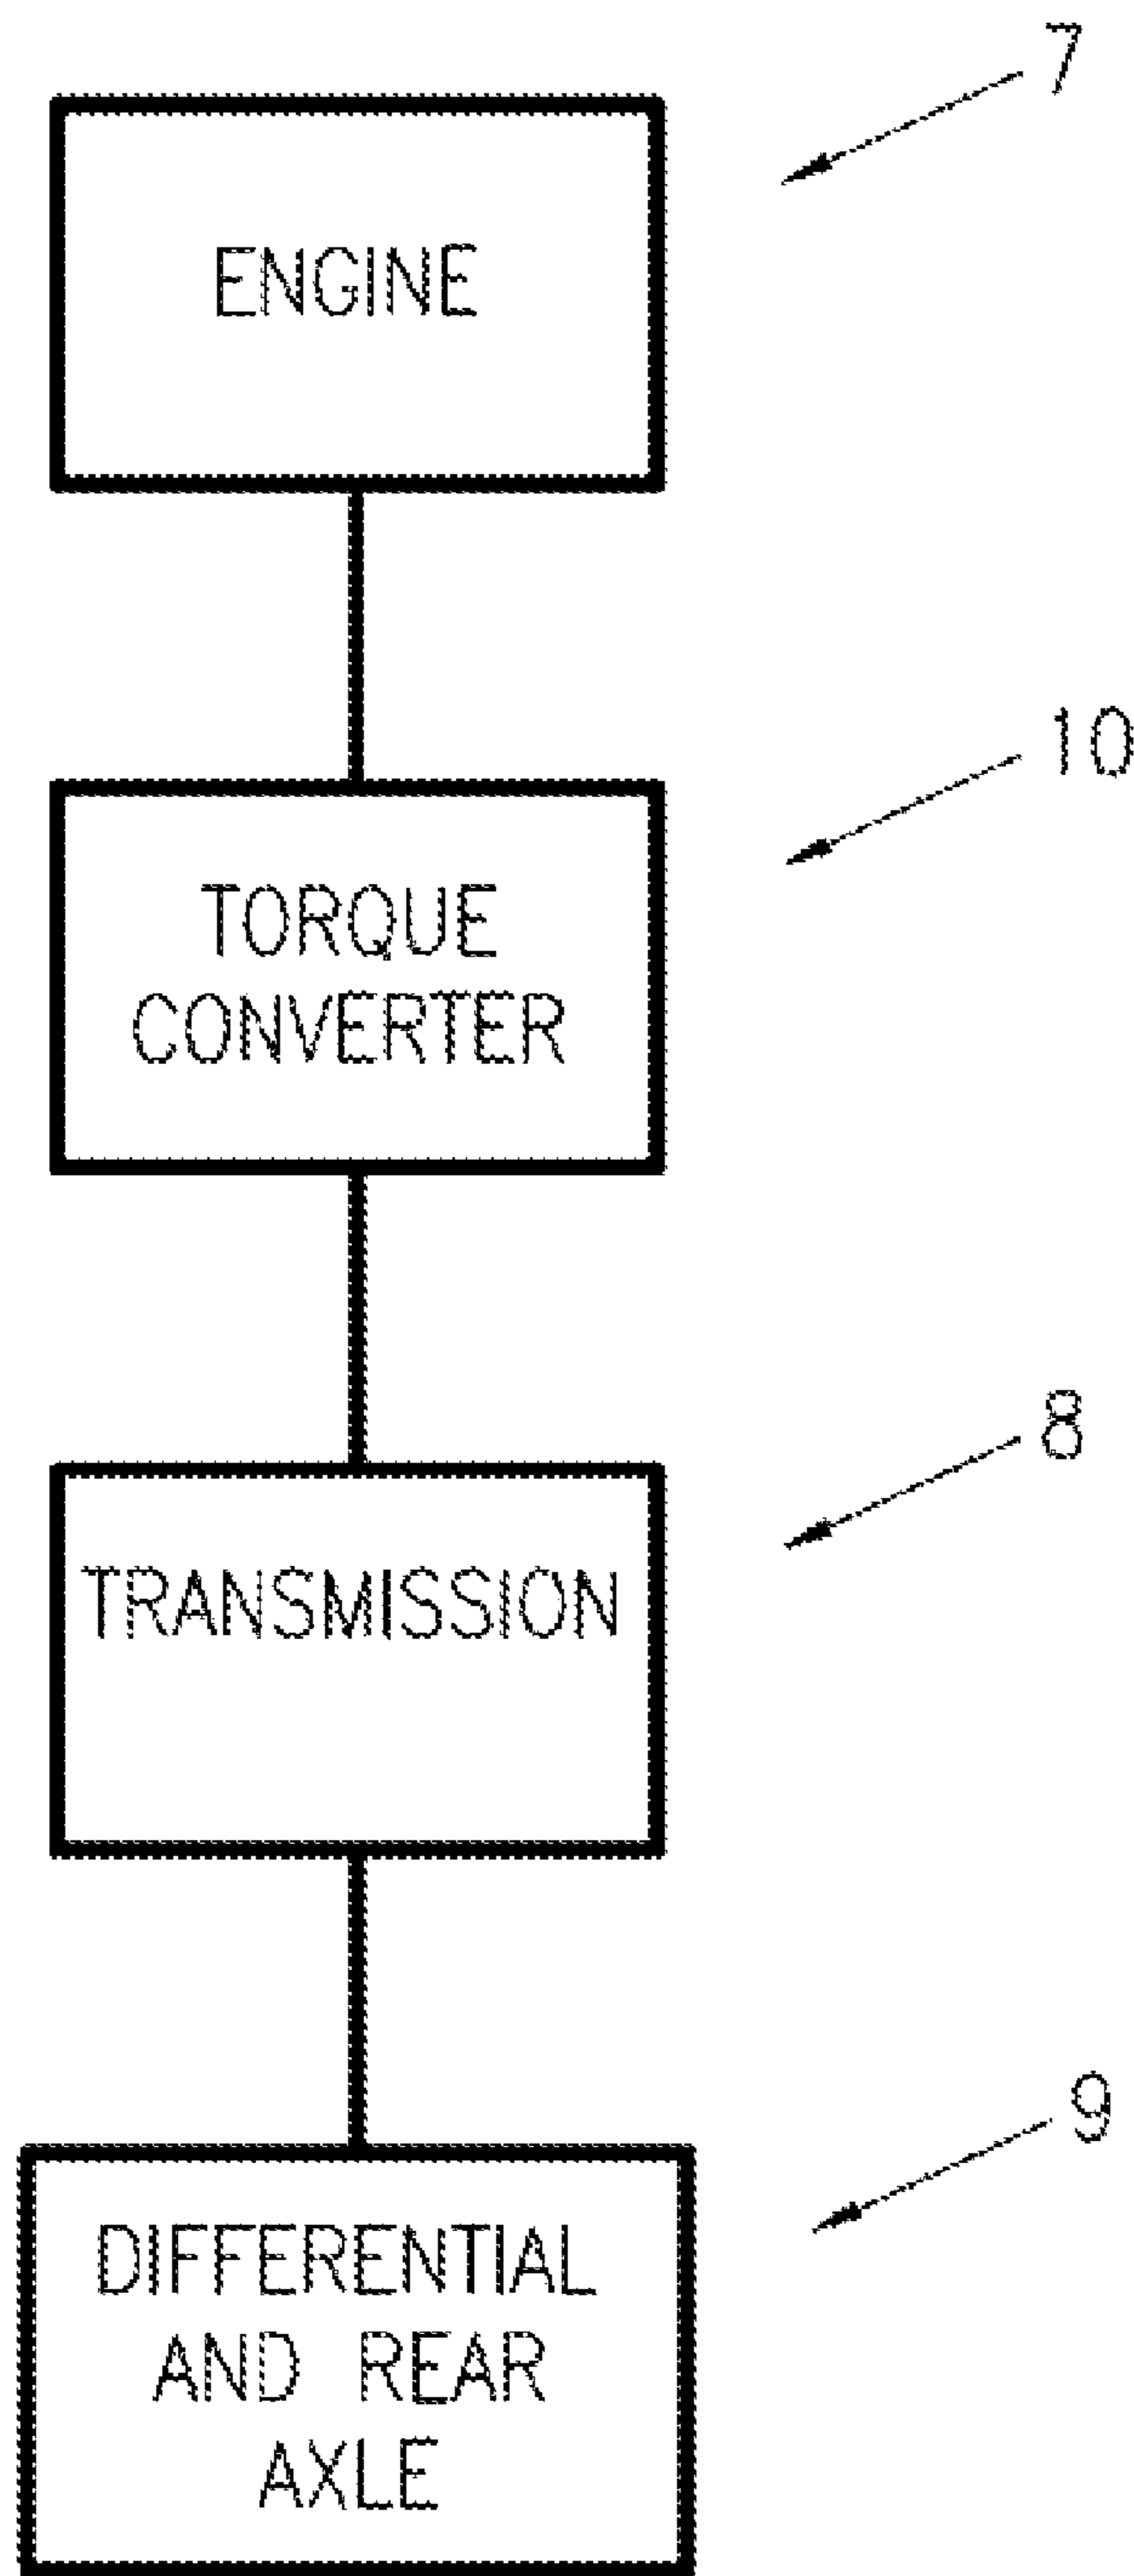 7
ENGINE
10
TORQUE
CONVERTER
8
TRANSMISSION
9
DIFFERENTIAL
AND REAR
AXLE